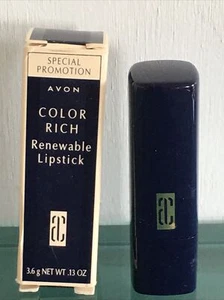 SPECIAL
PROMOTION
AVON
COLOR
RICH
Renewable
Lipstick
3.6 g NET WT .13 OZ